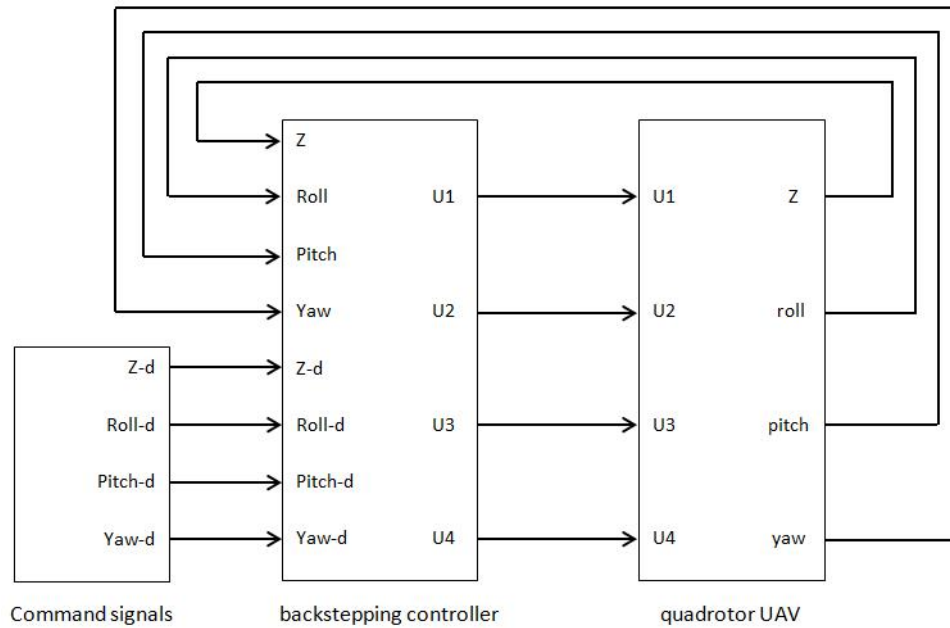 Z
Roll
Pitch
Yaw
Z-d
Roll-d
Pitch-d
Yaw-d
U1
U2
U3
U4
U1
U2
U3
U4
Z
roll
pitch
yaw
Z-d
Roll-d
Pitch-d
Yaw-d
Command signals
backstepping controller
quadrotor UAV